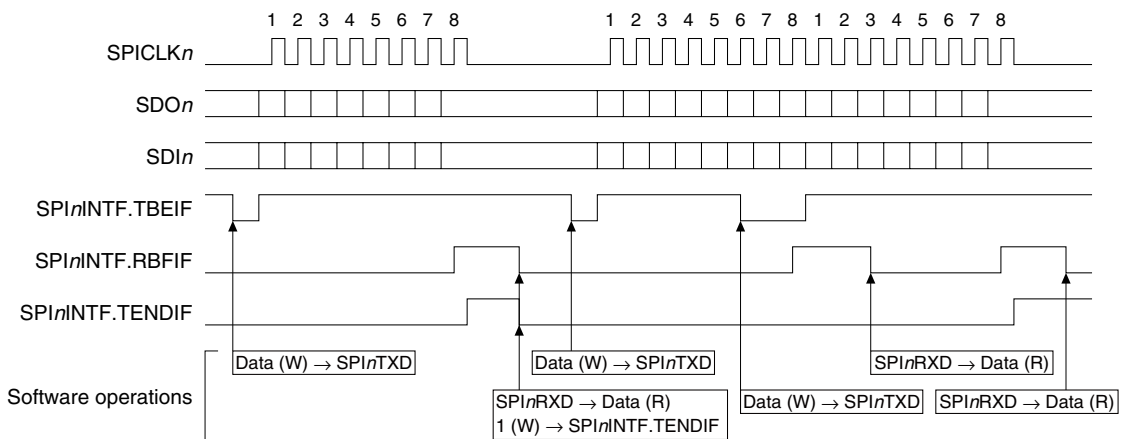 1 2 3 4 5 6 7 8 1 2 3 4 5 6 7 8 1 2 3 4 5 6 7 8
SPICLKn
SDOn
SDIn
SPInINTF.TBEIF
SPInINTF.RBFIF
SPInINTF.TENDIF
Data (W) → SPInTXD Data (W) → SPInTXD SPInRXD → Data (R)
Software operations
SPInRXD → Data (R)
1 (W) → SPInINTF.TENDIF
Data (W) → SPInTXD SPInRXD → Data (R)